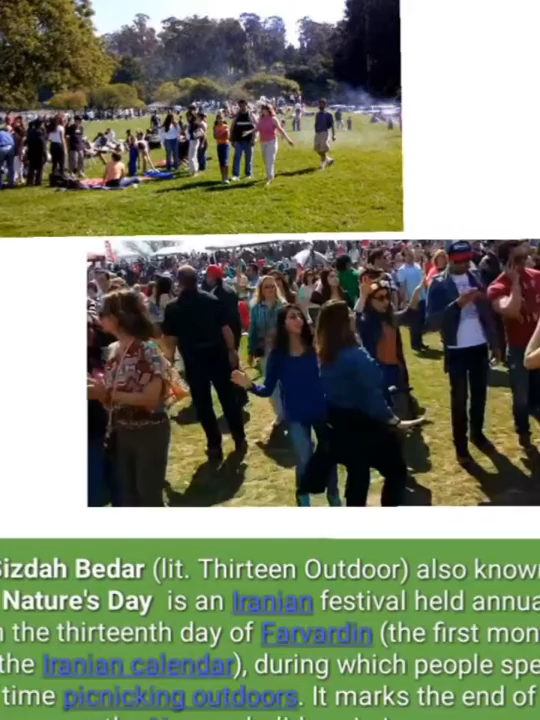 Sizdah Bedar (lit. Thirteen Outdoor) also known
Nature's Day is an Iranian festival held annua
the thirteenth day of Farvardin (the first mon
the Iranian calendar), during which people spe
time picnicking outdoors. It marks the end of